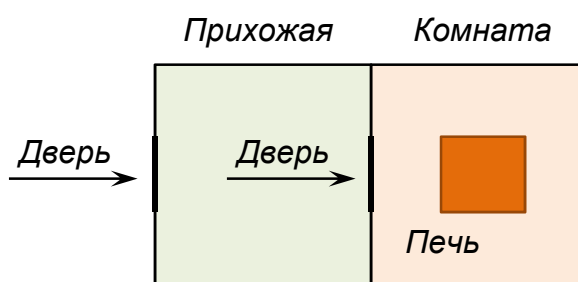 Прихожая Комната
Дверь Дверь
Печь